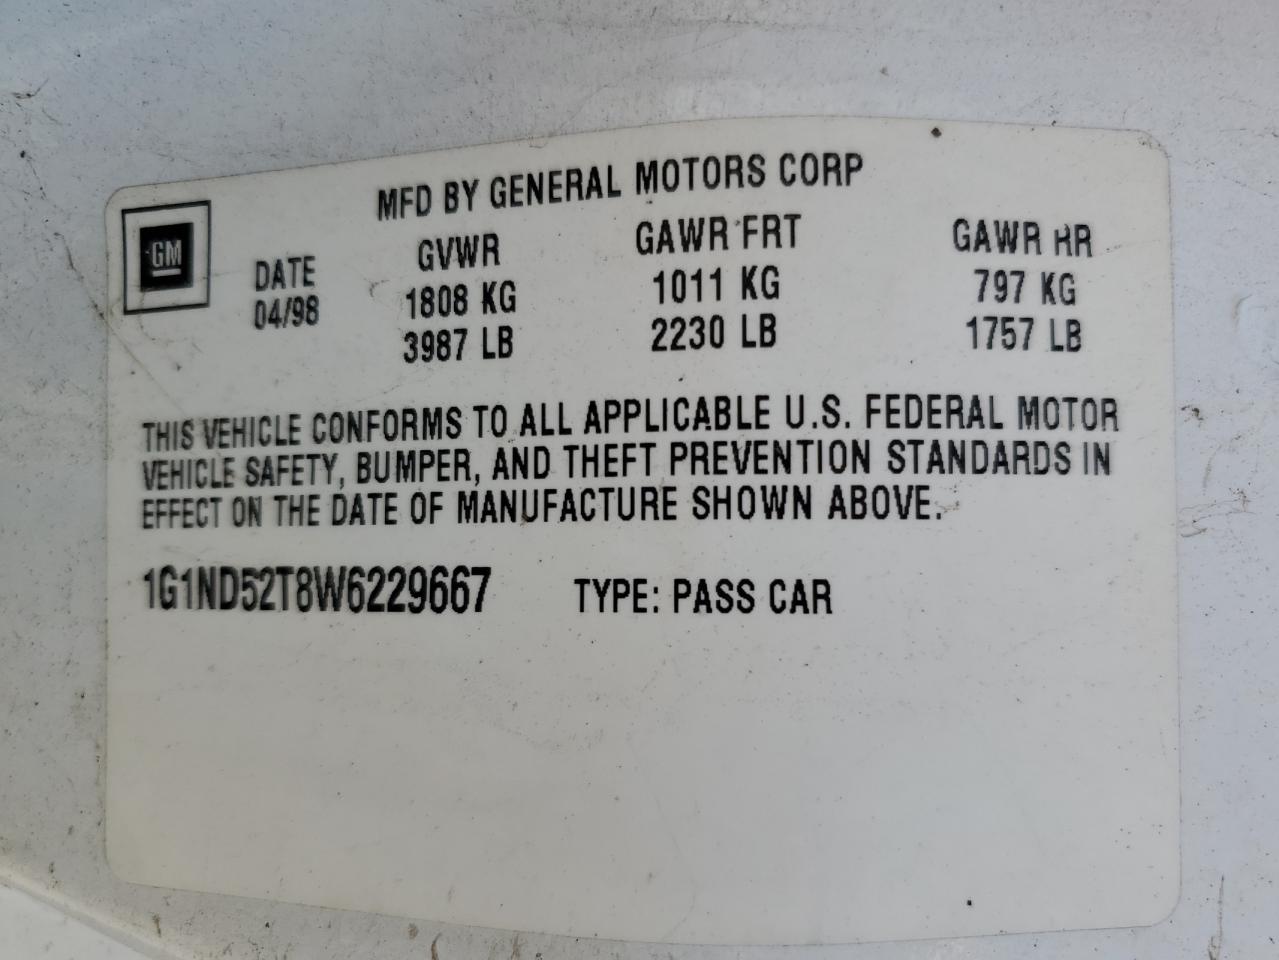 MFD BY GENERAL MOTORS CORP
GM
DATE GVWR GAWR FRT GAWR RR
04/98 1808 KG 1011 KG 797 KG
3987 LB 2230 LB 1757 LB
THIS VEHICLE CONFORMS TO ALL APPLICABLE U.S. FEDERAL MOTOR
VEHICLE SAFETY, BUMPER, AND THEFT PREVENTION STANDARDS IN
EFFECT ON THE DATE OF MANUFACTURE SHOWN ABOVE.
1G1ND52T8W6229667 TYPE: PASS CAR